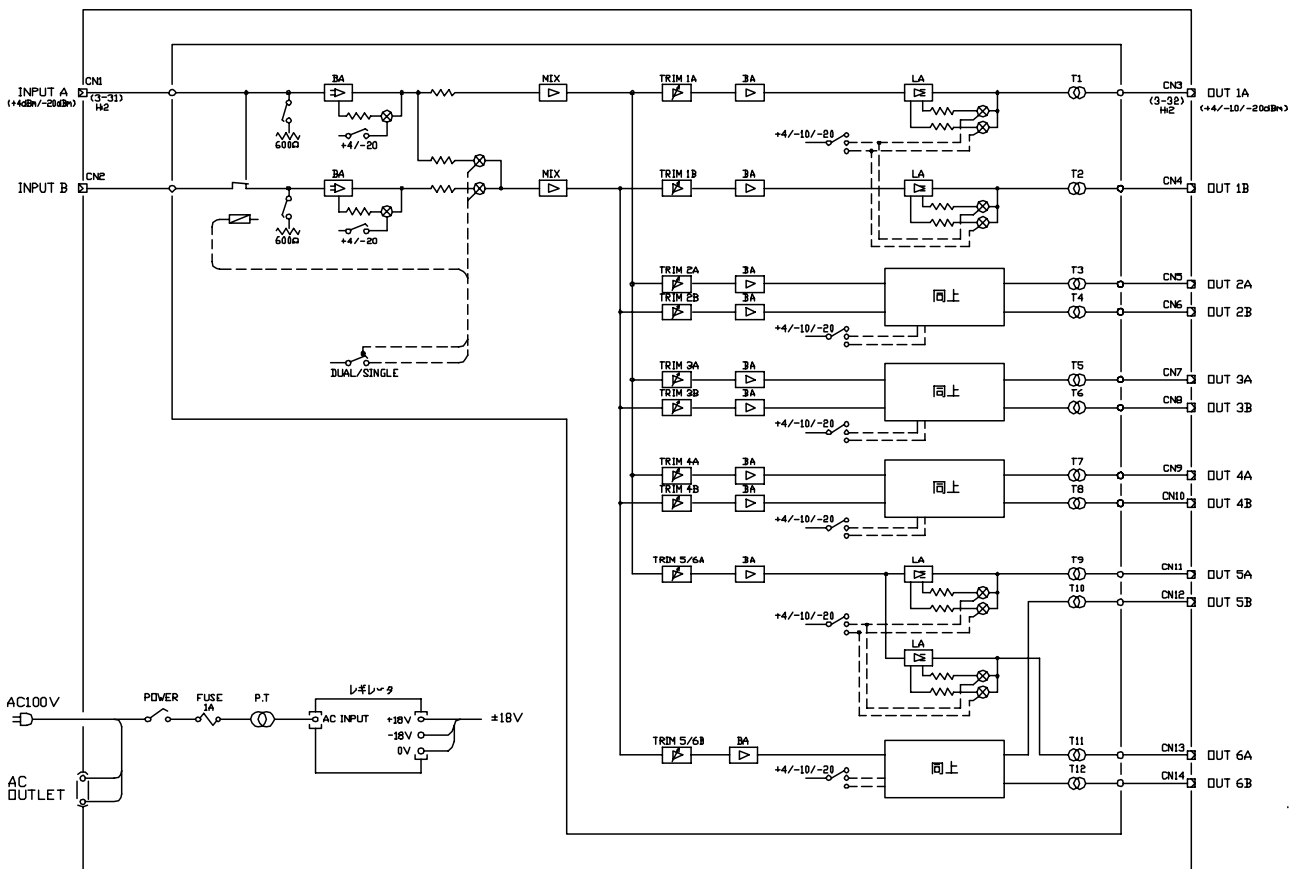 INPUT A
(+4dBm/-20dBm)
CN1
(3-31)
H×2
600Ω
BA
+4/-20
MIX
TRIM 1A
BA
+4/-10/-20
LA
T1
CN3
(3-32)
H×2
OUT 1A
(+4/-10/-20dBm)
INPUT B
CN2
600Ω
BA
+4/-20
MIX
TRIM 1B
BA
LA
T2
CN4
OUT 1B
DUAL/SINGLE
TRIM 2A
BA
TRIM 2B
BA
+4/-10/-20
同上
T3
T4
CN5
CN6
OUT 2A
OUT 2B
TRIM 3A
BA
TRIM 3B
BA
+4/-10/-20
同上
T5
T6
CN7
CN8
OUT 3A
OUT 3B
TRIM 4A
BA
TRIM 4B
BA
+4/-10/-20
同上
T7
T8
CN9
CN10
OUT 4A
OUT 4B
TRIM 5/6A
BA
+4/-10/-20
LA
LA
T9
T10
CN11
CN12
OUT 5A
OUT 5B
TRIM 5/6B
BA
+4/-10/-20
同上
T11
T12
CN13
CN14
OUT 6A
OUT 6B
AC100V
POWER
FUSE
1A
P.T
レギレータ
AC INPUT
+18V
-18V
0V
±18V
AC
OUTLET